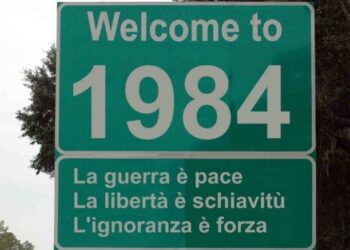 Welcome to
1984
La guerra è pace
La libertà è schiavitù
L'ignoranza è forza